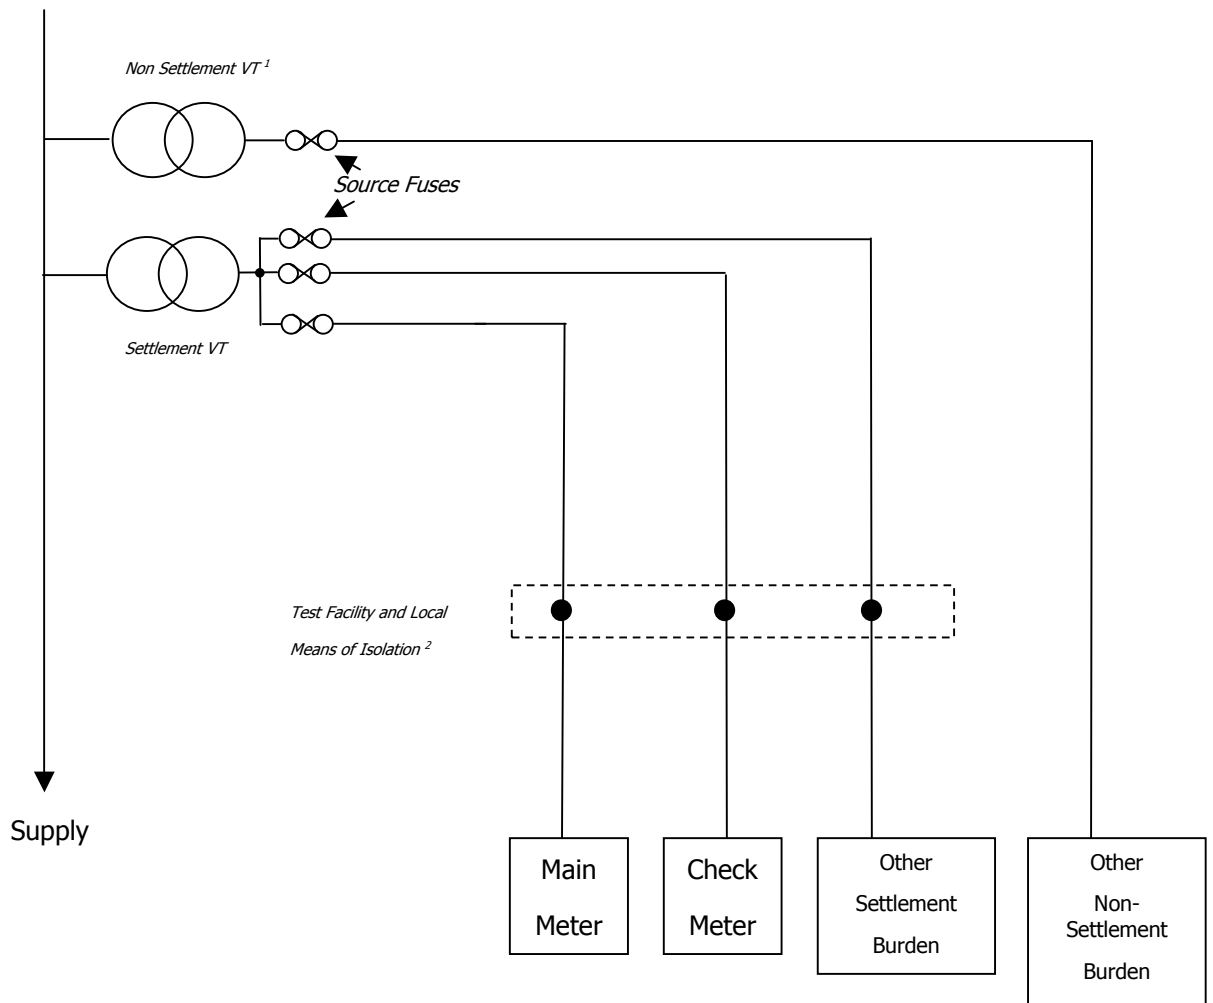 Non Settlement VT 1
Source Fuses
Settlement VT
Test Facility and Local
Means of Isolation 2
Supply
Main
Meter
Check
Meter
Other
Settlement
Burden
Other
Non-
Settlement
Burden